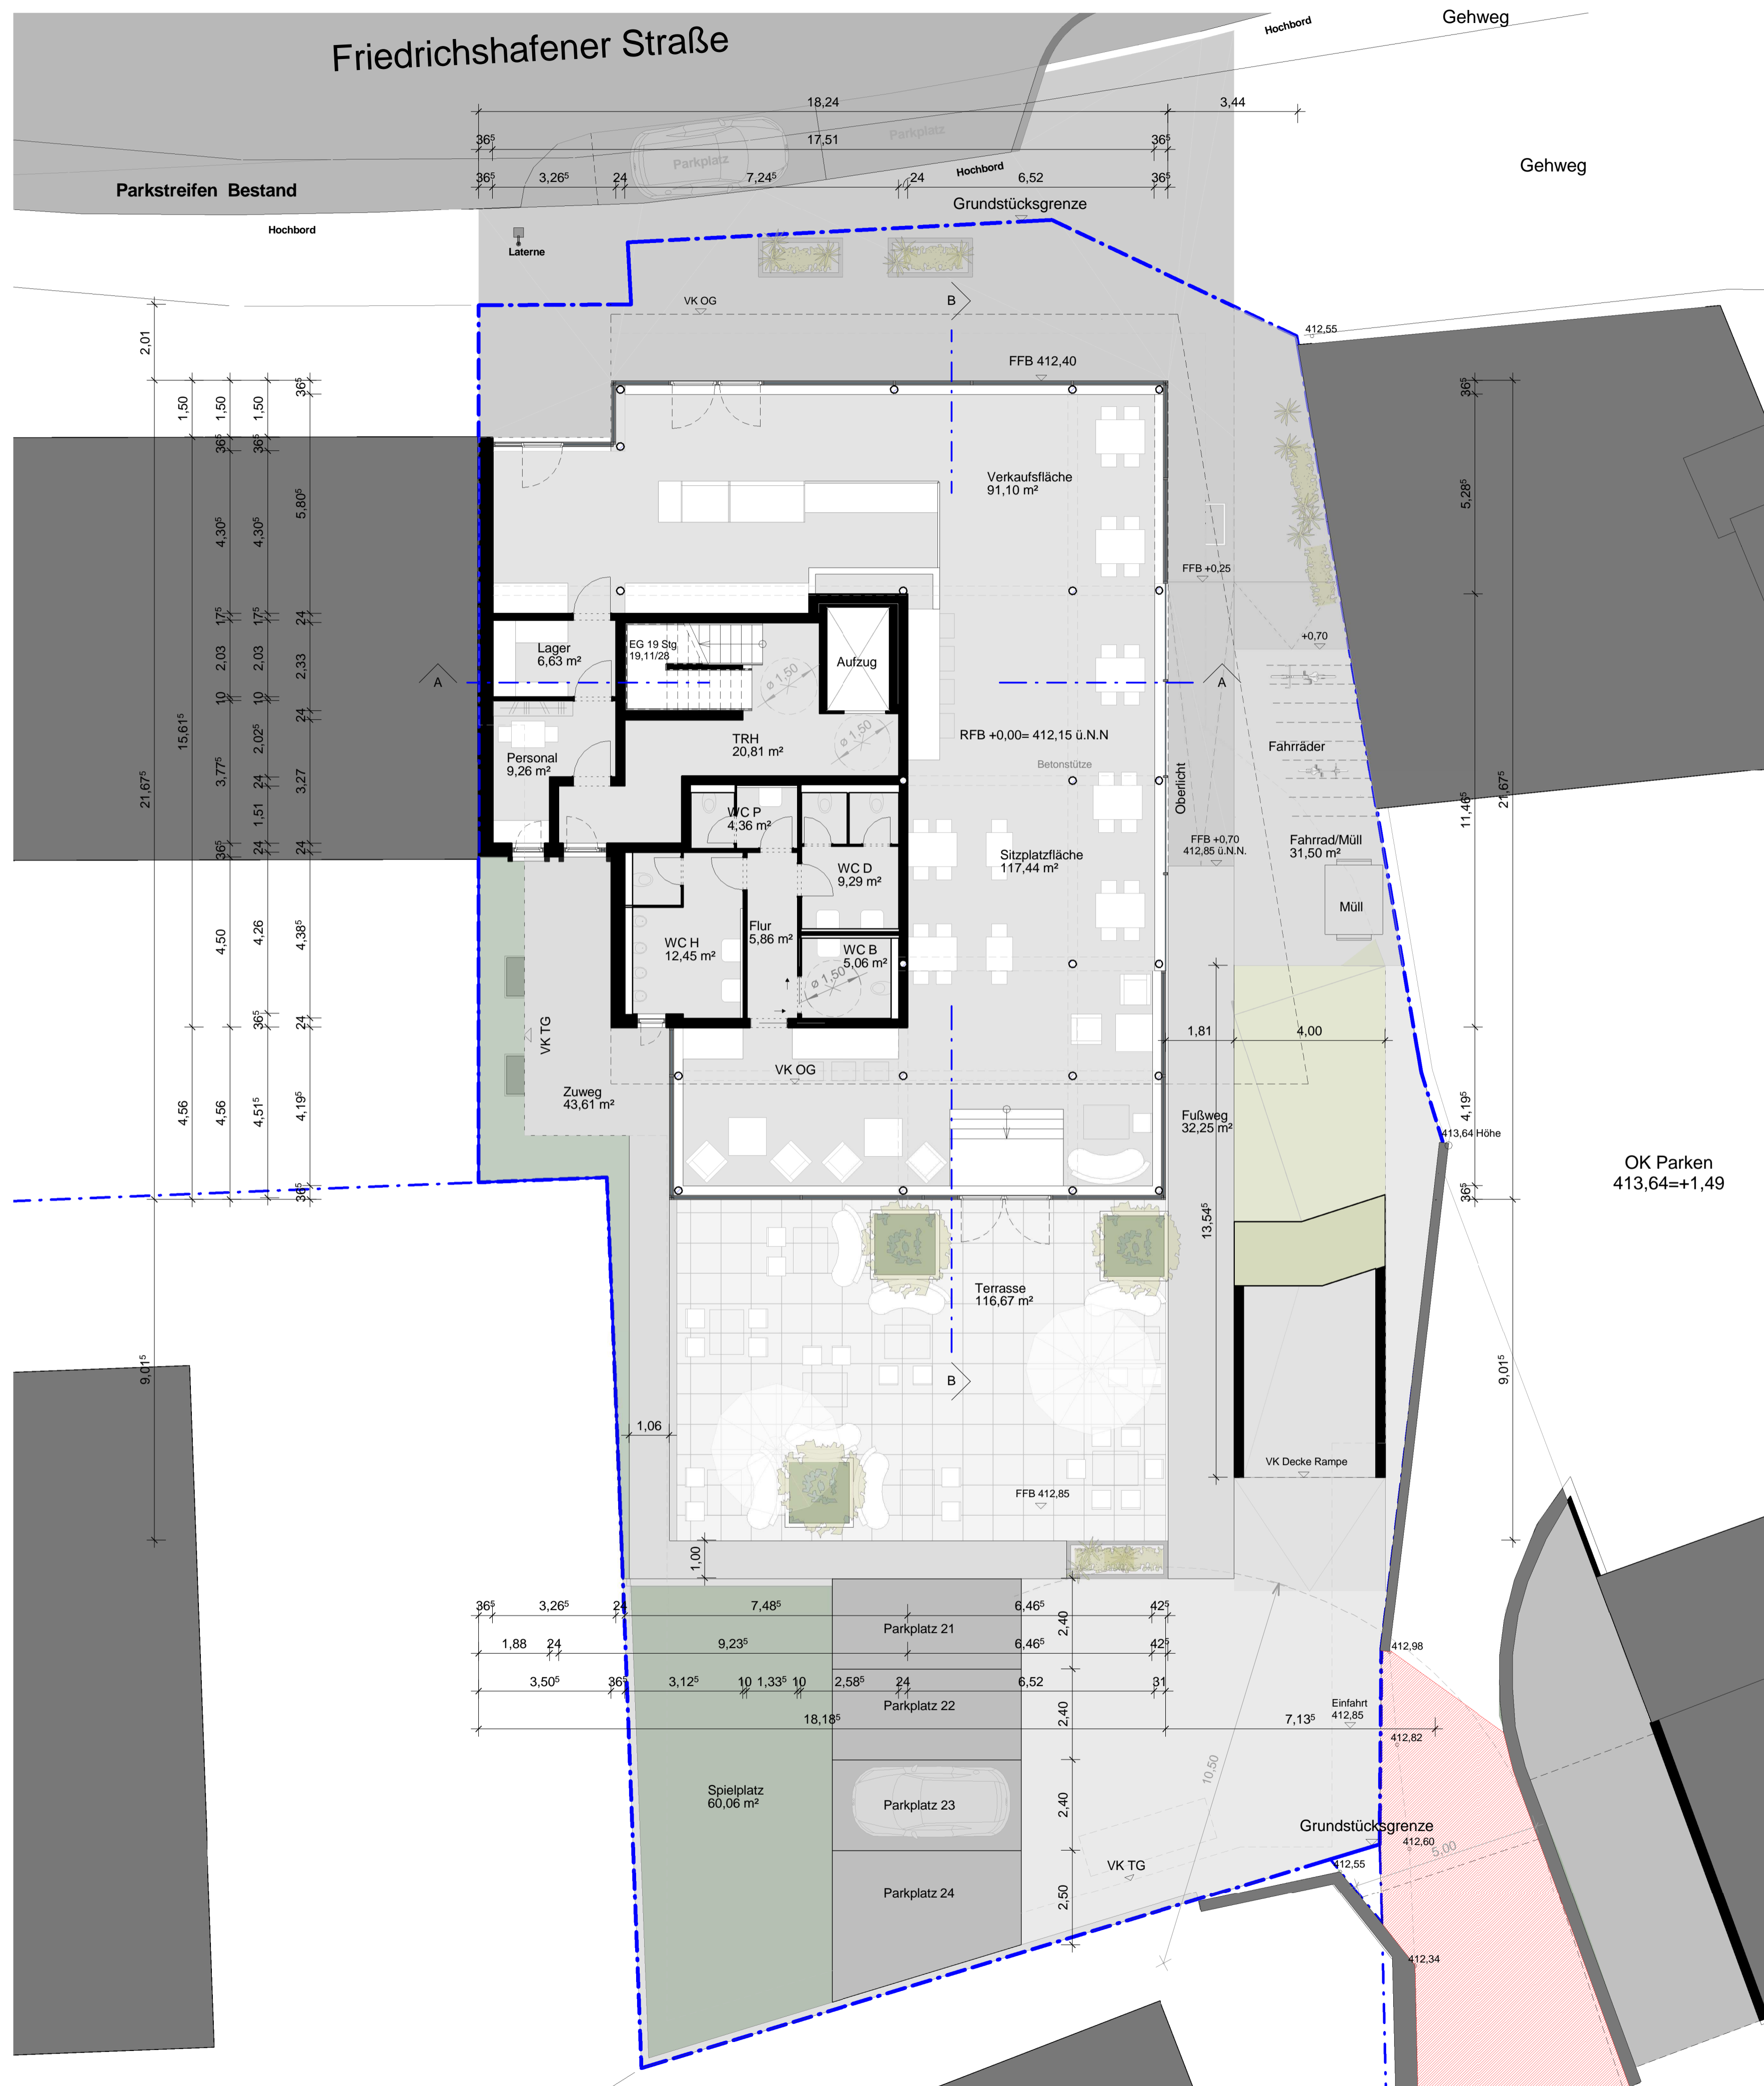 Gehweg
Hochbord
Friedrichshafener Straße
18,24
3,44
36⁵
17,51
36⁵
Parkplatz
Parkplatz
Gehweg
Hochbord
36⁵
3,26⁵
24
7,24⁵
24
6,52
36⁵
Parkstreifen Bestand
Grundstücksgrenze
Hochbord
Laterne
VK OG
B
412,55
2,01
FFB 412,40
36⁵
36⁵
1,50
1,50
1,50
36⁵
36⁵
Verkaufsfläche
91,10 m²
5,80⁵
5,28⁵
4,30⁵
4,30⁵
FFB +0,25
17⁵
17⁵
24
+0,70
Lager
6,63 m²
EG 19 Stg
19,11/28
Aufzug
2,03
2,03
2,33
ø 1,50
A
A
10
10
24
15,61⁵
TRH
20,81 m²
ø 1,50
RFB +0,00= 412,15 ü.N.N
Fahrräder
2,02⁵
Personal
9,26 m²
Betonstütze
Oberlicht
21,67⁵
3,77⁵
24
3,27
21,67⁵
11,46⁵
1,51
WC P
4,36 m²
FFB +0,70
412,85 ü.N.N.
Fahrrad/Müll
31,50 m²
36⁵
24
24
Sitzplatzfläche
117,44 m²
WC D
9,29 m²
Müll
4,50
4,26
4,38⁵
Flur
5,86 m²
WC H
12,45 m²
WC B
5,06 m²
ø 1,50
36⁵
24
VK TG
1,81
4,00
VK OG
Zuweg
43,61 m²
4,56
4,56
4,51⁵
4,19⁵
4,19⁵
Fußweg
32,25 m²
413,64 Höhe
OK Parken
413,64=+1,49
36⁵
36⁵
13,54⁵
Terrasse
116,67 m²
9,01⁵
9,01⁵
B
1,06
VK Decke Rampe
FFB 412,85
1,00
36⁵
3,26⁵
24
7,48⁵
6,46⁵
42⁵
2,40
Parkplatz 21
1,88
24
9,23⁵
6,46⁵
42⁵
412,98
3,50⁵
36⁵
3,12⁵
10
1,33⁵
10
2,58⁵
24
6,52
31
Parkplatz 22
2,40
Einfahrt
412,85
18,18⁵
7,13⁵
412,82
10,50
Spielplatz
60,06 m²
Parkplatz 23
2,40
Grundstücksgrenze
412,60
5,00
VK TG
412,55
Parkplatz 24
2,50
412,34